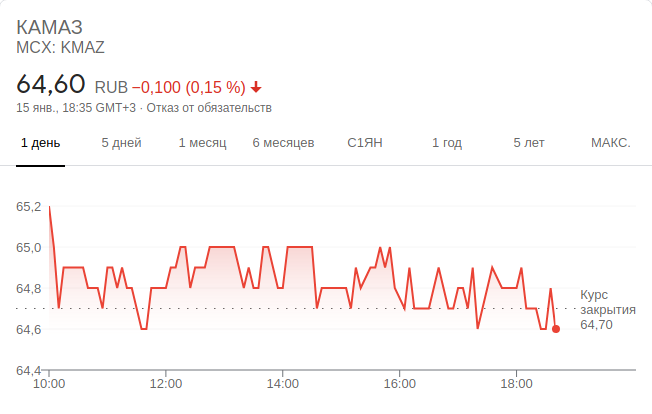 КАМАЗ
MCX: KMAZ
64,60 RUB −0,100 (0,15 %)
15 янв., 18:35 GMT+3 · Отказ от обязательств
1 день 5 дней 1 месяц 6 месяцев С1ЯН 1 год 5 лет МАКС.
65,2
65,0
64,8
64,6
64,4
Курс
закрытия
64,70
10:00 12:00 14:00 16:00 18:00